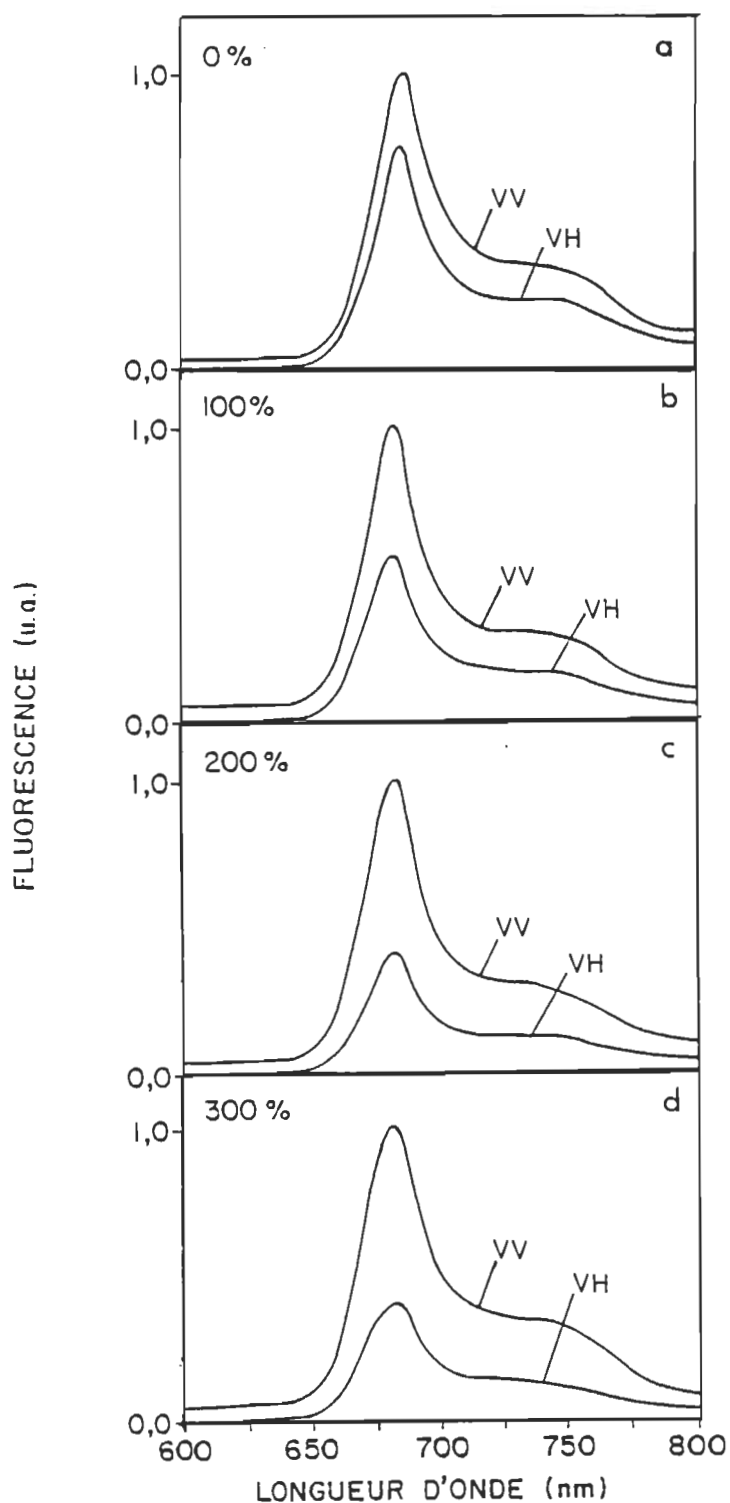 0% a
1,0
VV
VH
0,0
100% b
1,0
VV
VH
0,0
200% c
1,0
VV
VH
0,0
300% d
1,0
VV
VH
0,0
600 650 700 750 800
LONGUEUR D'ONDE (nm)
FLUORESCENCE (u.a.)